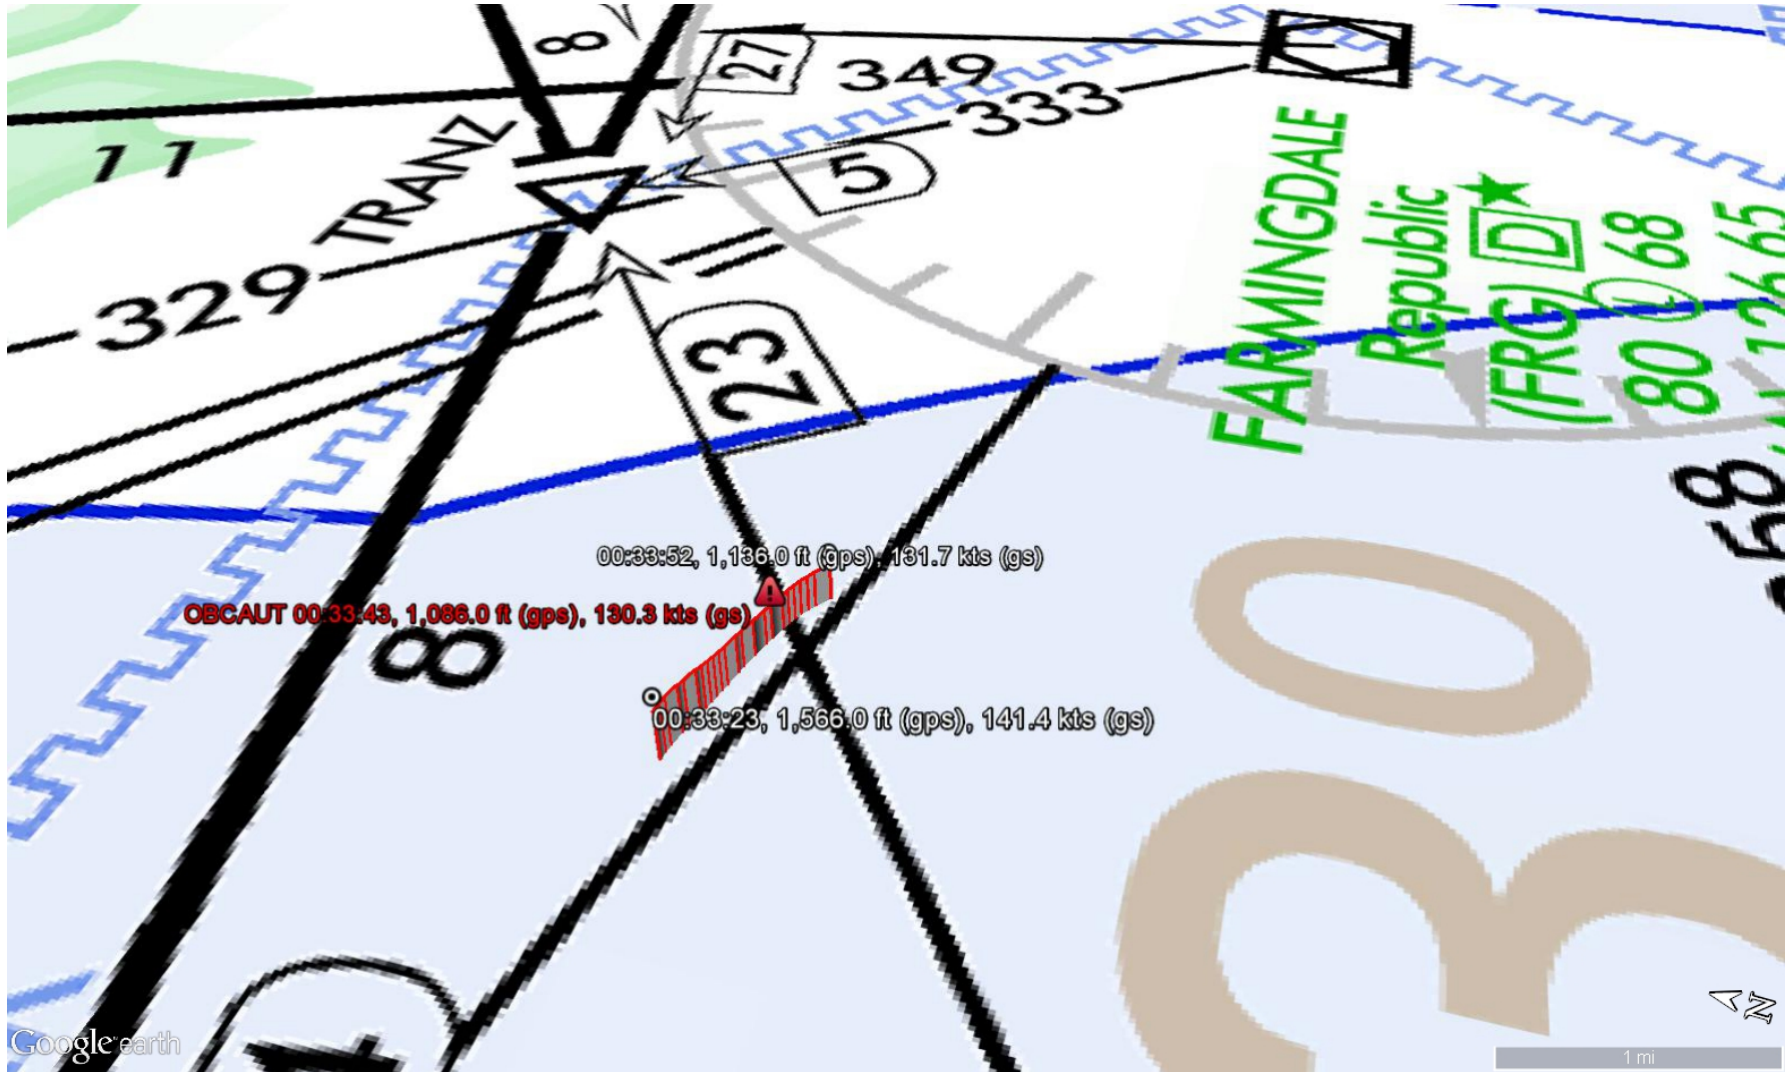 8
27
349
333
11
TRANZ
5
329
23
FARMINGDALE
Republic
(FRG) D
80 L 68
126.65
58
00:33:52, 1,136.0 ft (gps), 131.7 kts (gs)
OBCAUT 00:33:43, 1,086.0 ft (gps), 130.3 kts (gs)
8
00:33:23, 1,566.0 ft (gps), 141.4 kts (gs)
30
N
Google earth
1 mi